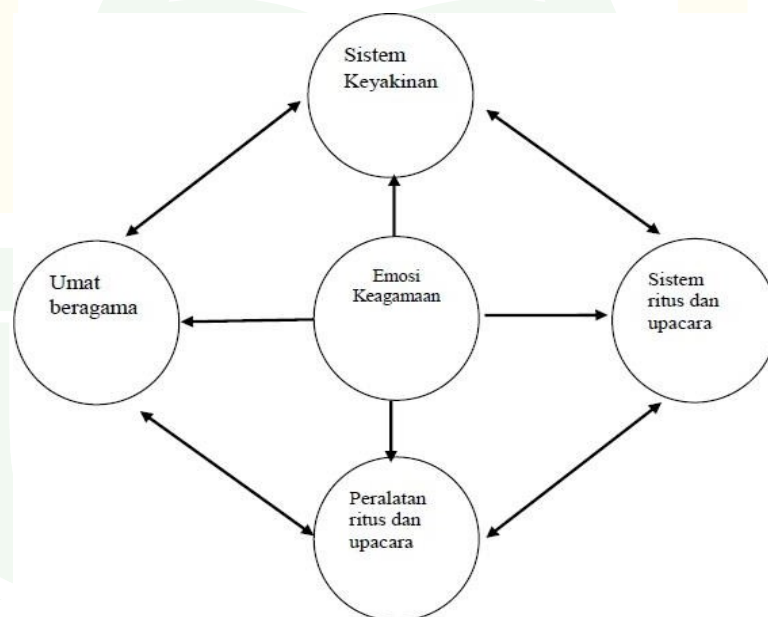 Sistem
Keyakinan
Umat
beragama
Emosi
Keagamaan
Sistem
ritus dan
upacara
Peralatan
ritus dan
upacara